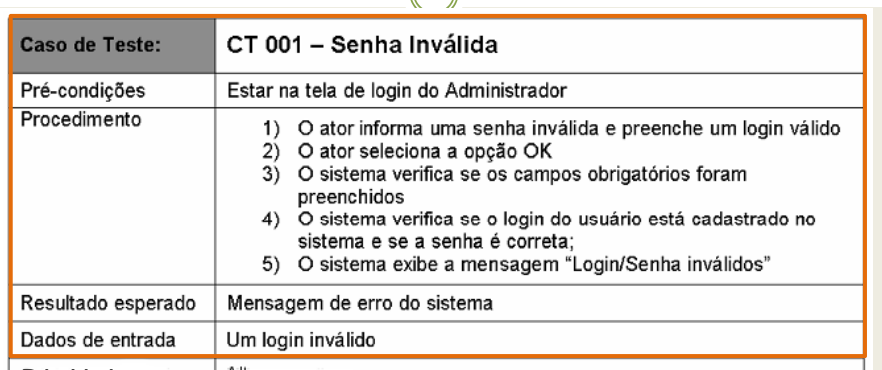 Caso de Teste: CT 001 – Senha Inválida
Pré-condições Estar na tela de login do Administrador
Procedimento 1) O ator informa uma senha inválida e preenche um login válido
2) O ator seleciona a opção OK
3) O sistema verifica se os campos obrigatórios foram
preenchidos
4) O sistema verifica se o login do usuário está cadastrado no
sistema e se a senha é correta;
5) O sistema exibe a mensagem “Login/Senha inválidos”
Resultado esperado Mensagem de erro do sistema
Dados de entrada Um login inválido